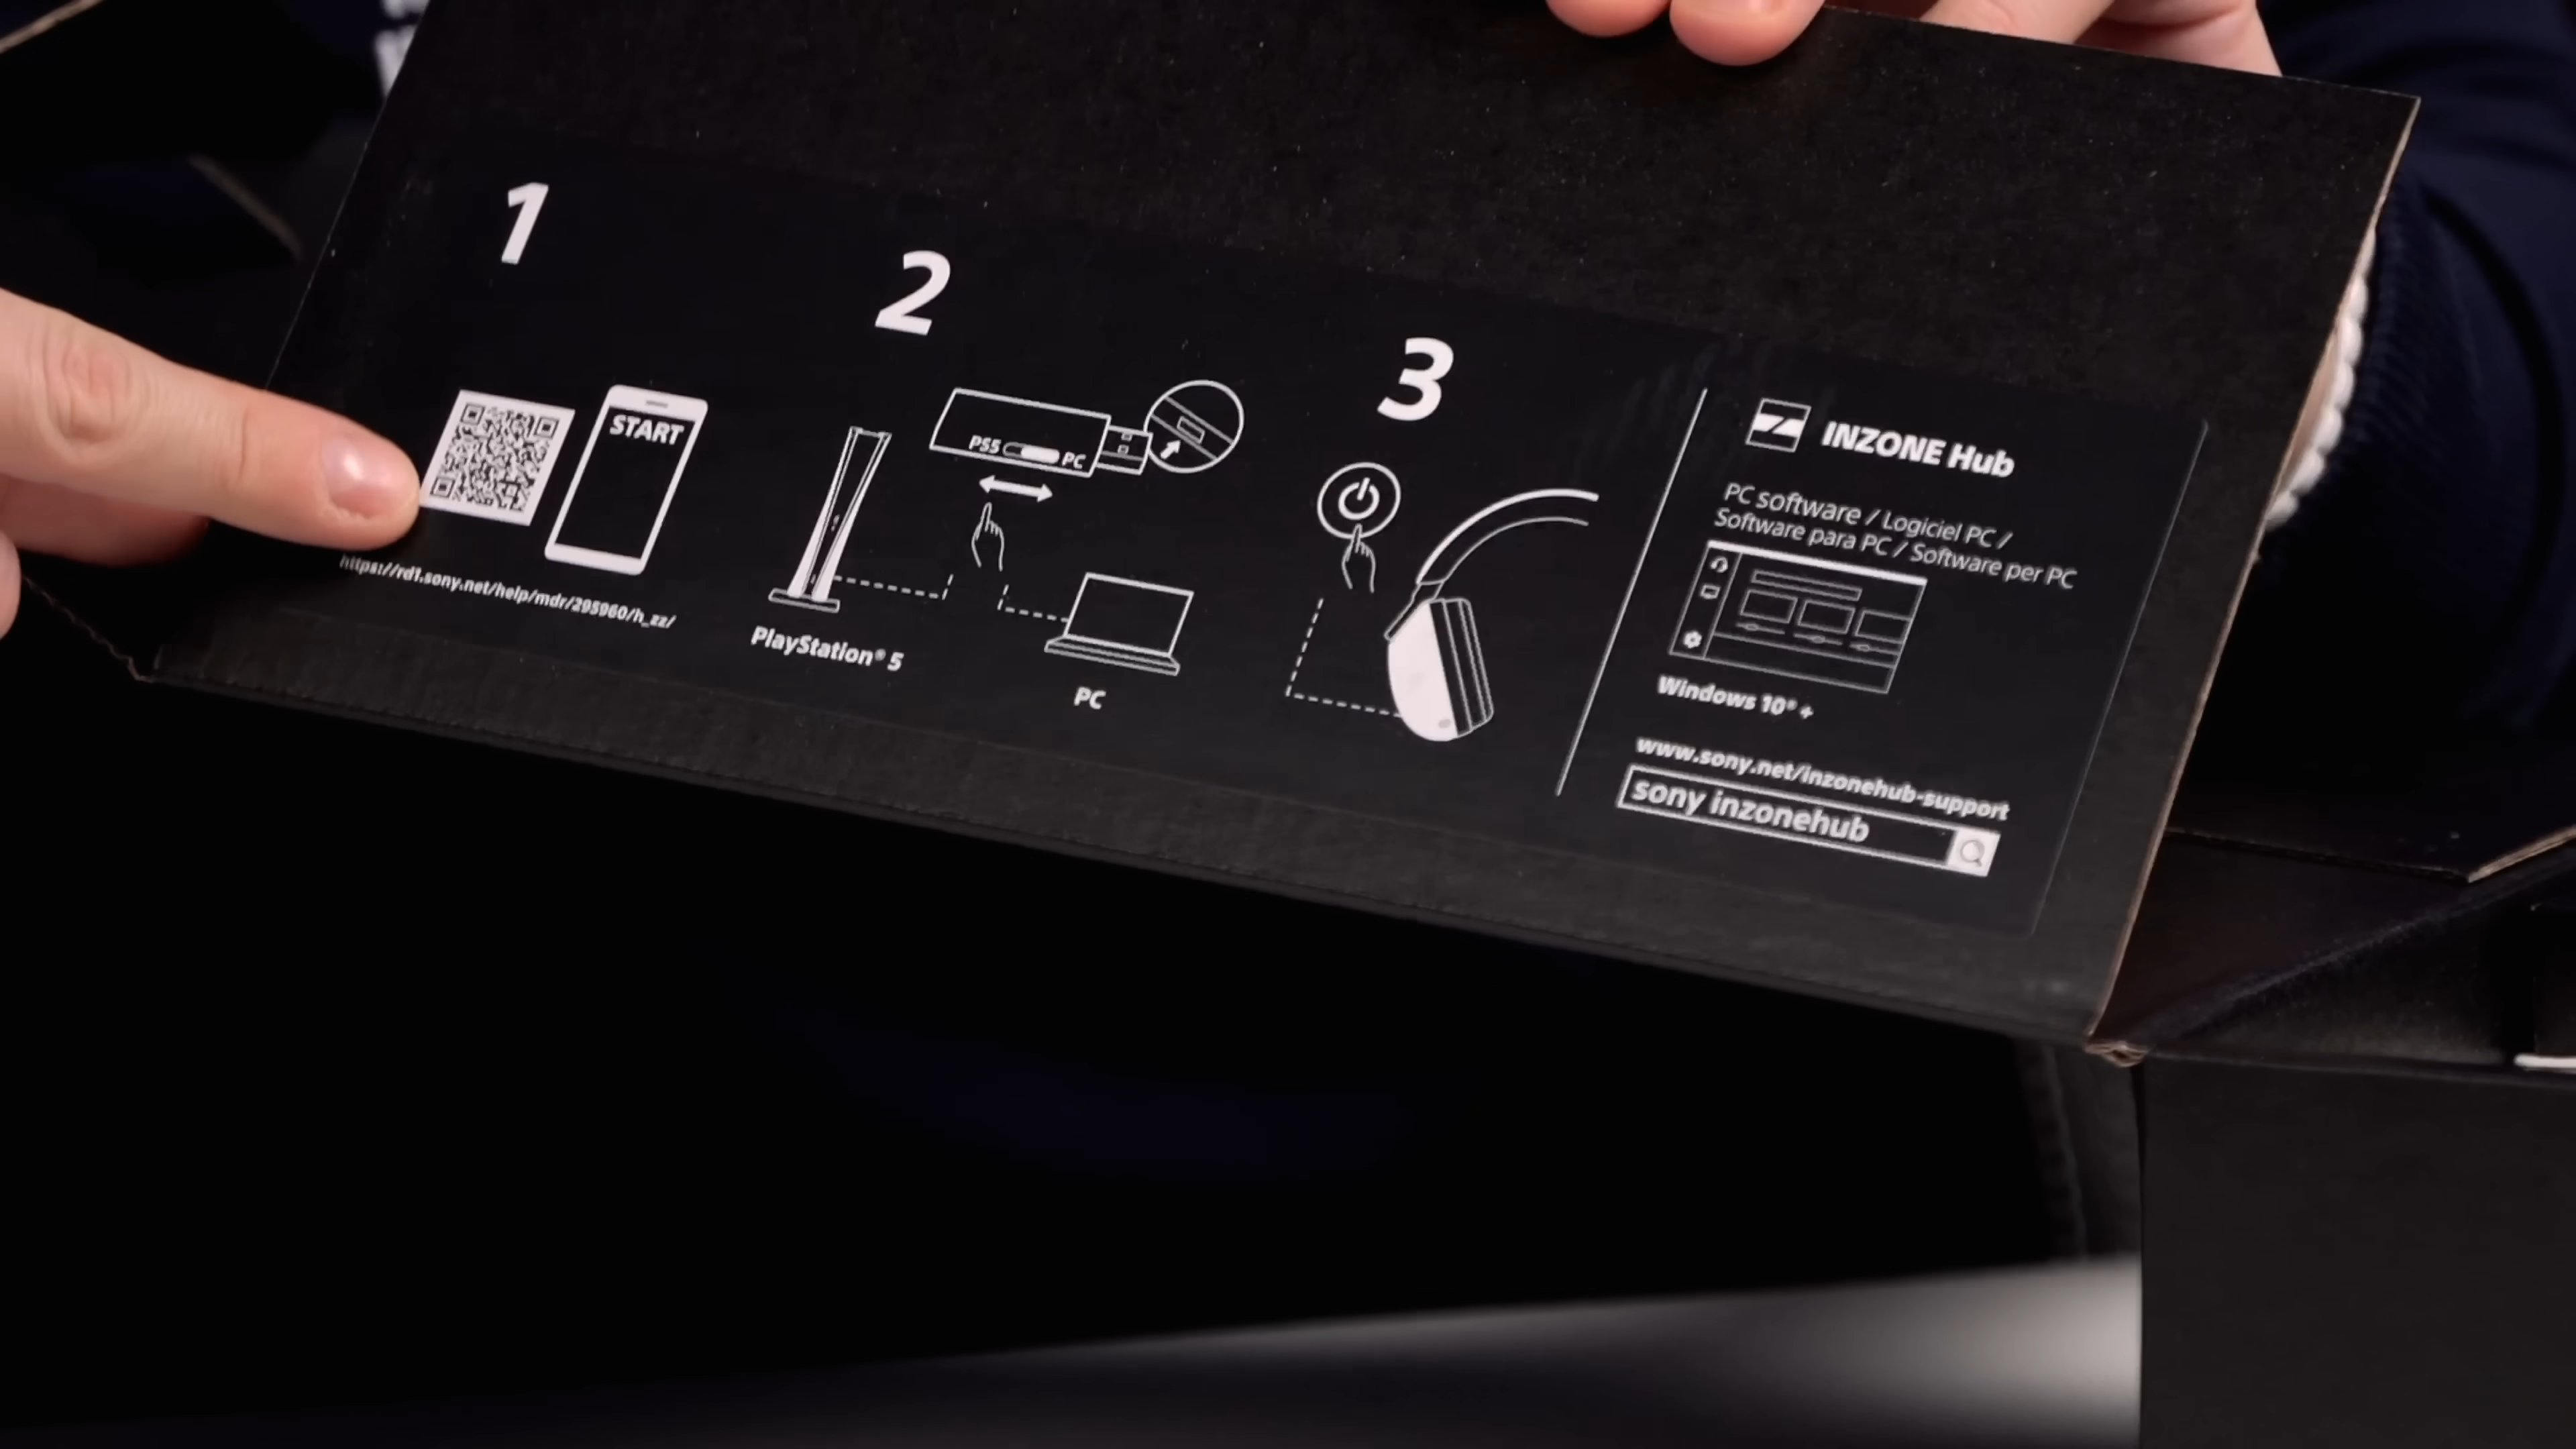 1
START
https://rd1.sony.net/help/mdr/295960/h_zz/
2
PS5 PC
PlayStation® 5
PC
3
INZONE Hub
PC software / Logiciel PC /
Software para PC / Software per PC
Windows 10® +
www.sony.net/inzonehub-support
sony inzonehub